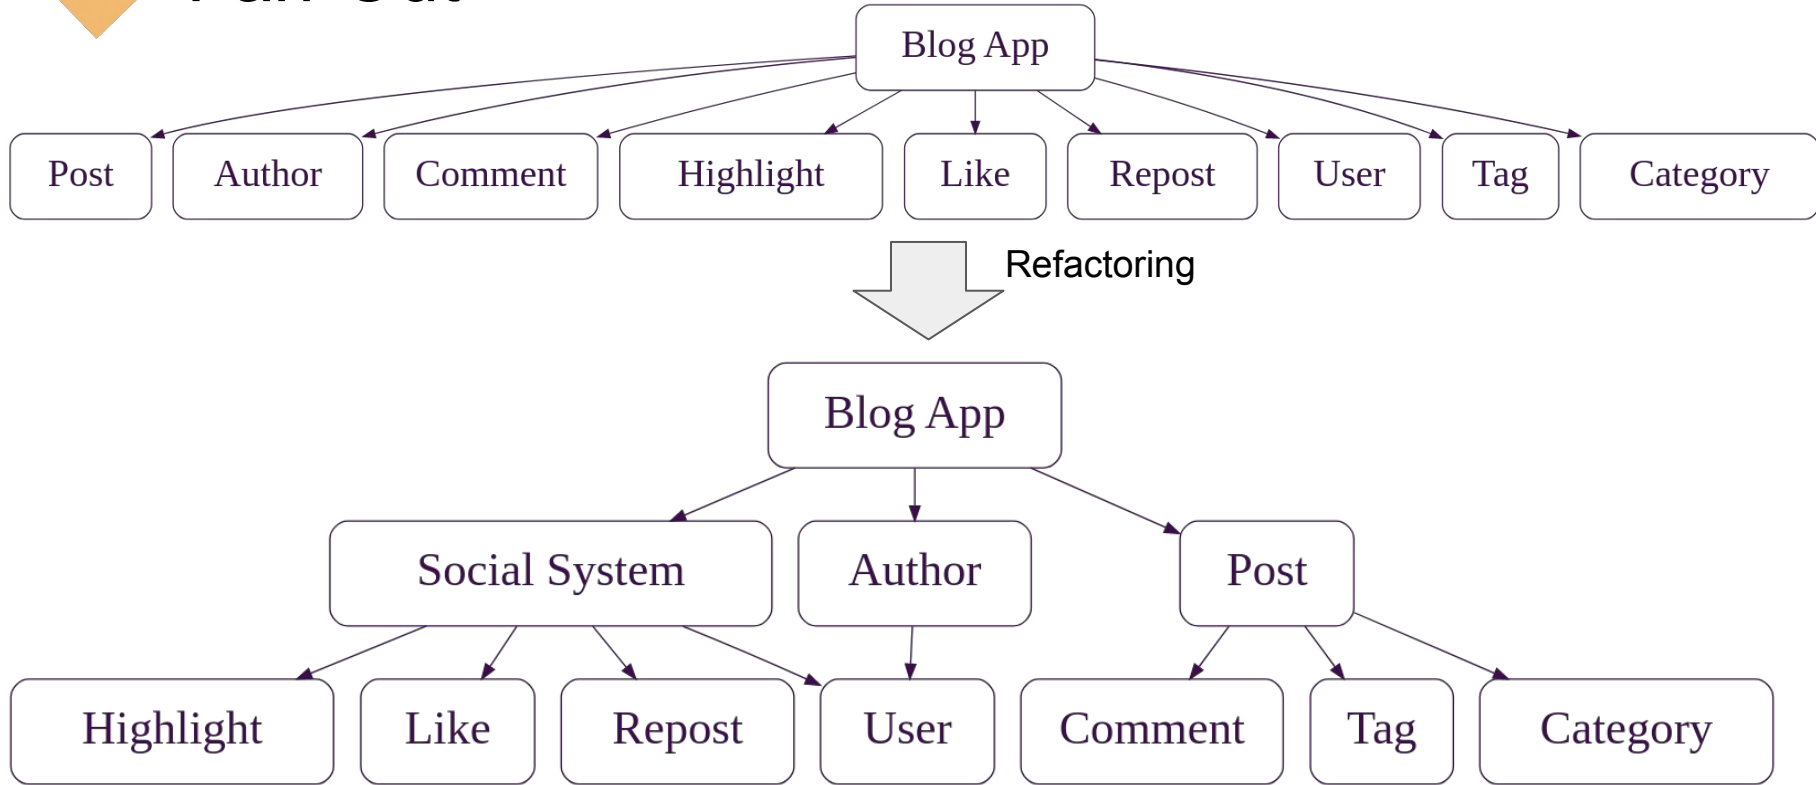 Blog App
Post Author Comment Highlight Like Repost User Tag Category
Refactoring
Blog App
Social System Author Post
Highlight Like Repost User Comment Tag Category